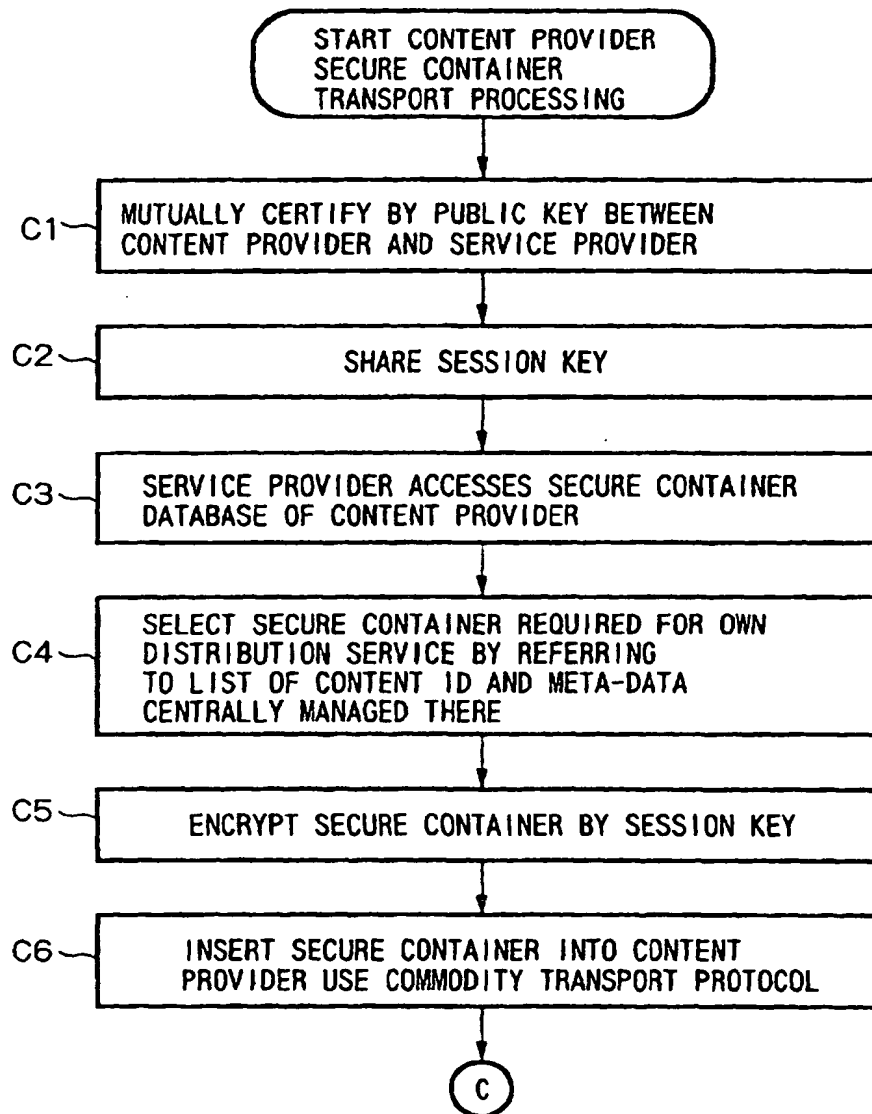 START CONTENT PROVIDER
SECURE CONTAINER
TRANSPORT PROCESSING
C1
MUTUALLY CERTIFY BY PUBLIC KEY BETWEEN
CONTENT PROVIDER AND SERVICE PROVIDER
C2
SHARE SESSION KEY
C3
SERVICE PROVIDER ACCESSES SECURE CONTAINER
DATABASE OF CONTENT PROVIDER
C4
SELECT SECURE CONTAINER REQUIRED FOR OWN
DISTRIBUTION SERVICE BY REFERRING
TO LIST OF CONTENT ID AND META-DATA
CENTRALLY MANAGED THERE
C5
ENCRYPT SECURE CONTAINER BY SESSION KEY
C6
INSERT SECURE CONTAINER INTO CONTENT
PROVIDER USE COMMODITY TRANSPORT PROTOCOL
C